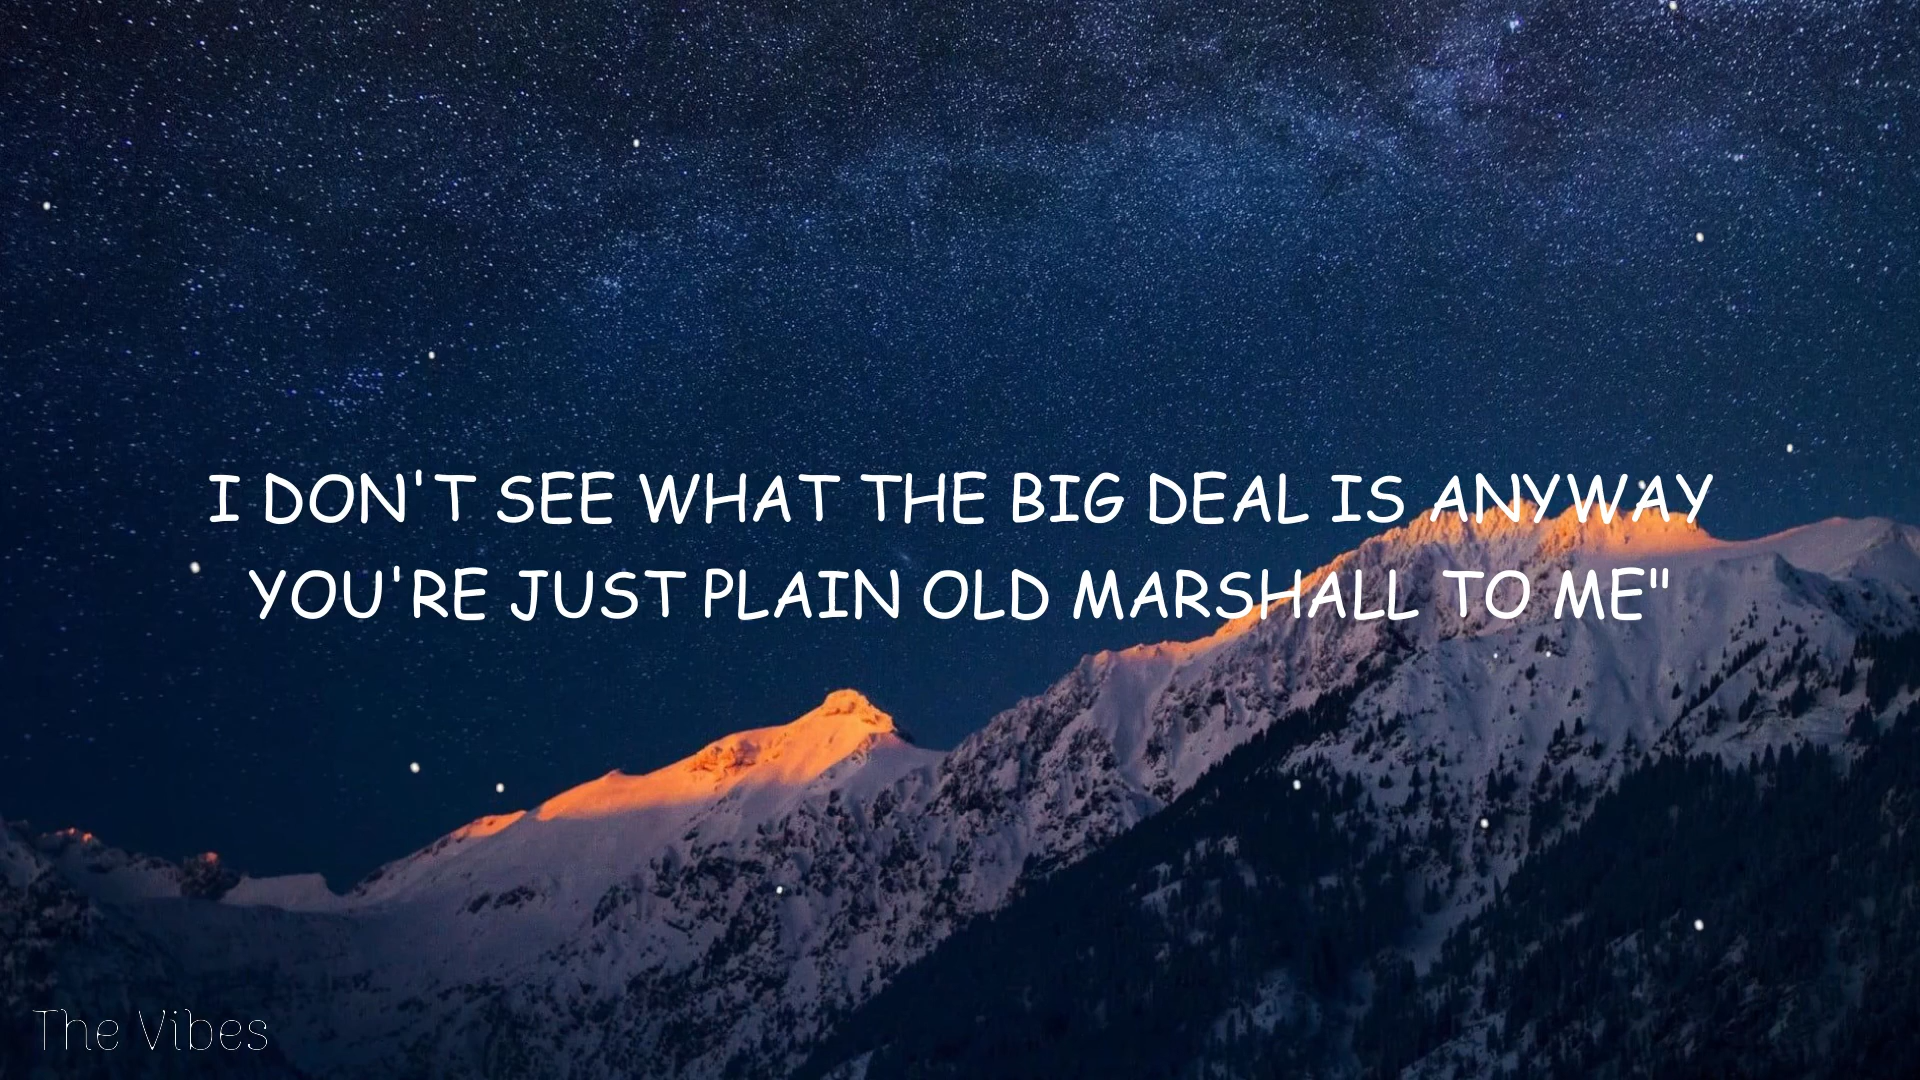 I DON'T SEE WHAT THE BIG DEAL IS ANYWAY
YOU'RE JUST PLAIN OLD MARSHALL TO ME"
The Vibes